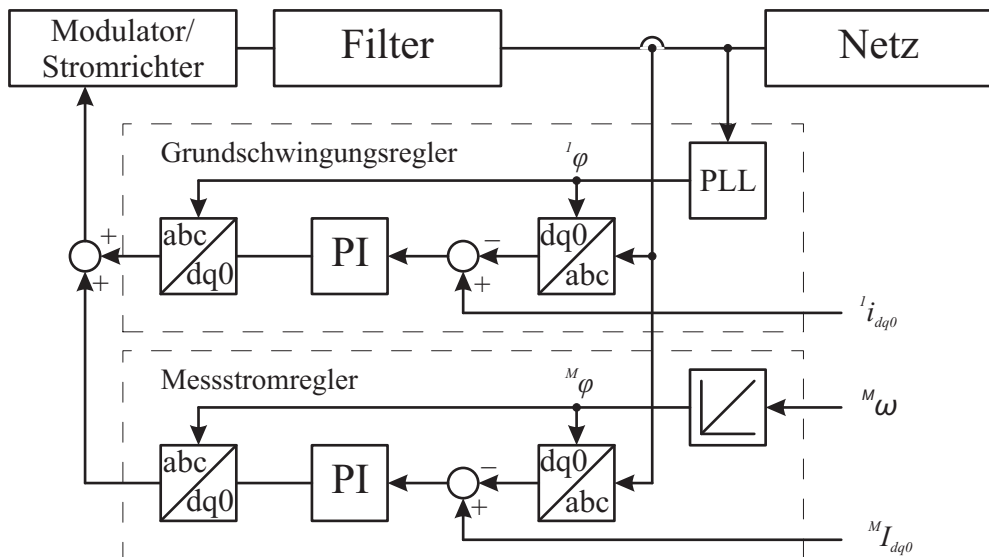 Modulator/
Stromrichter
Filter
Netz
Grundschwingungsregler
¹φ
PLL
abc
dq0
PI
dq0
abc
+
+
−
+
¹i_dq0
Messstromregler
ᴹφ
ᴹω
abc
dq0
PI
dq0
abc
−
+
ᴹI_dq0